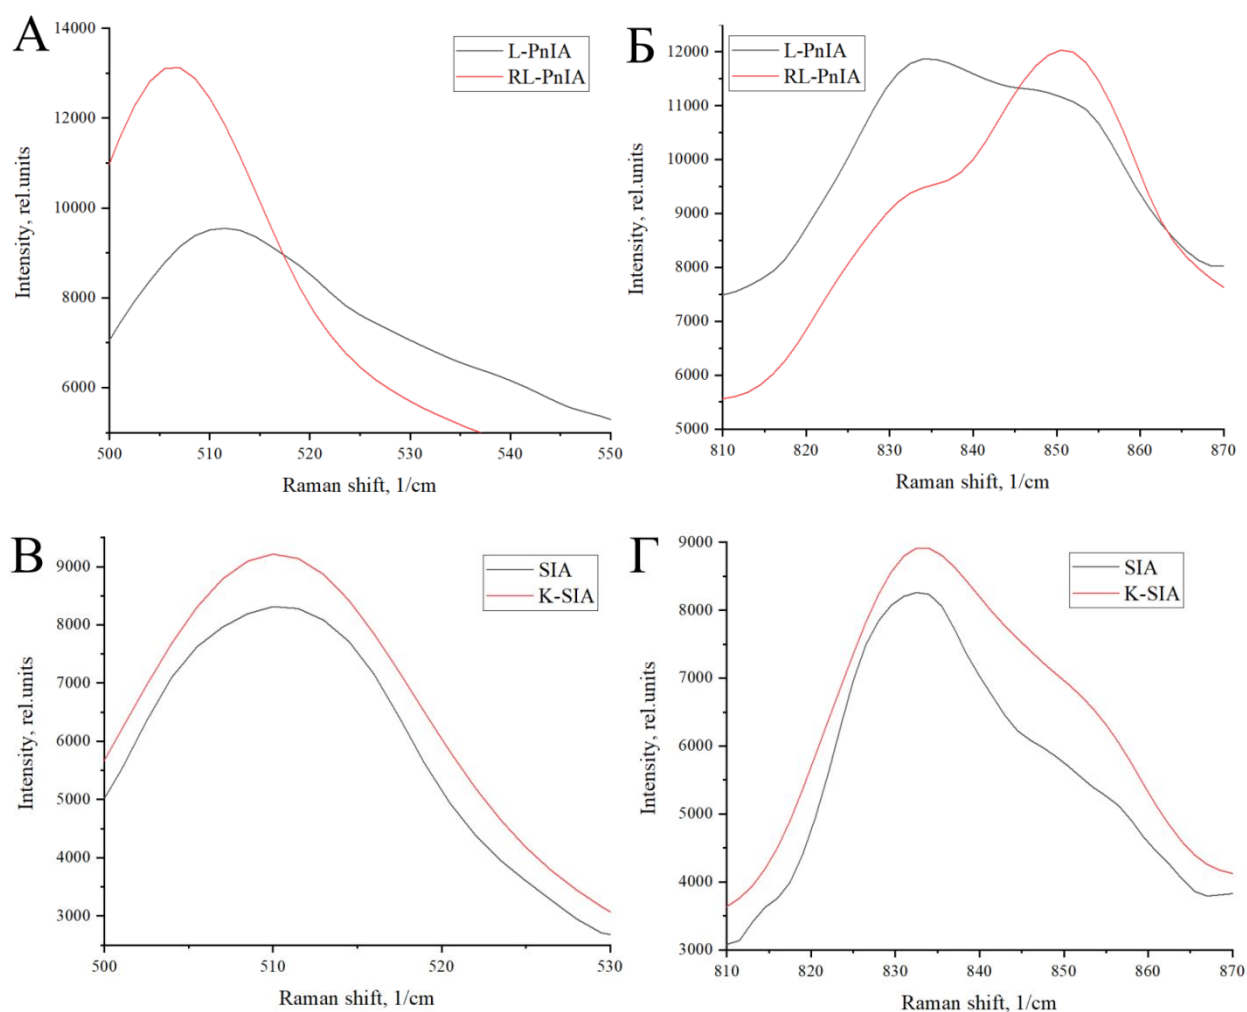 А
14000
12000
10000
8000
6000
500
510
520
530
540
550
Intensity, rel.units
Raman shift, 1/cm
L-PnIA
RL-PnIA
Б
12000
11000
10000
9000
8000
7000
6000
5000
810
820
830
840
850
860
870
Intensity, rel.units
Raman shift, 1/cm
L-PnIA
RL-PnIA
В
9000
8000
7000
6000
5000
4000
3000
500
510
520
530
Intensity, rel.units
Raman shift, 1/cm
SIA
K-SIA
Г
9000
8000
7000
6000
5000
4000
3000
810
820
830
840
850
860
870
Intensity, rel.units
Raman shift, 1/cm
SIA
K-SIA